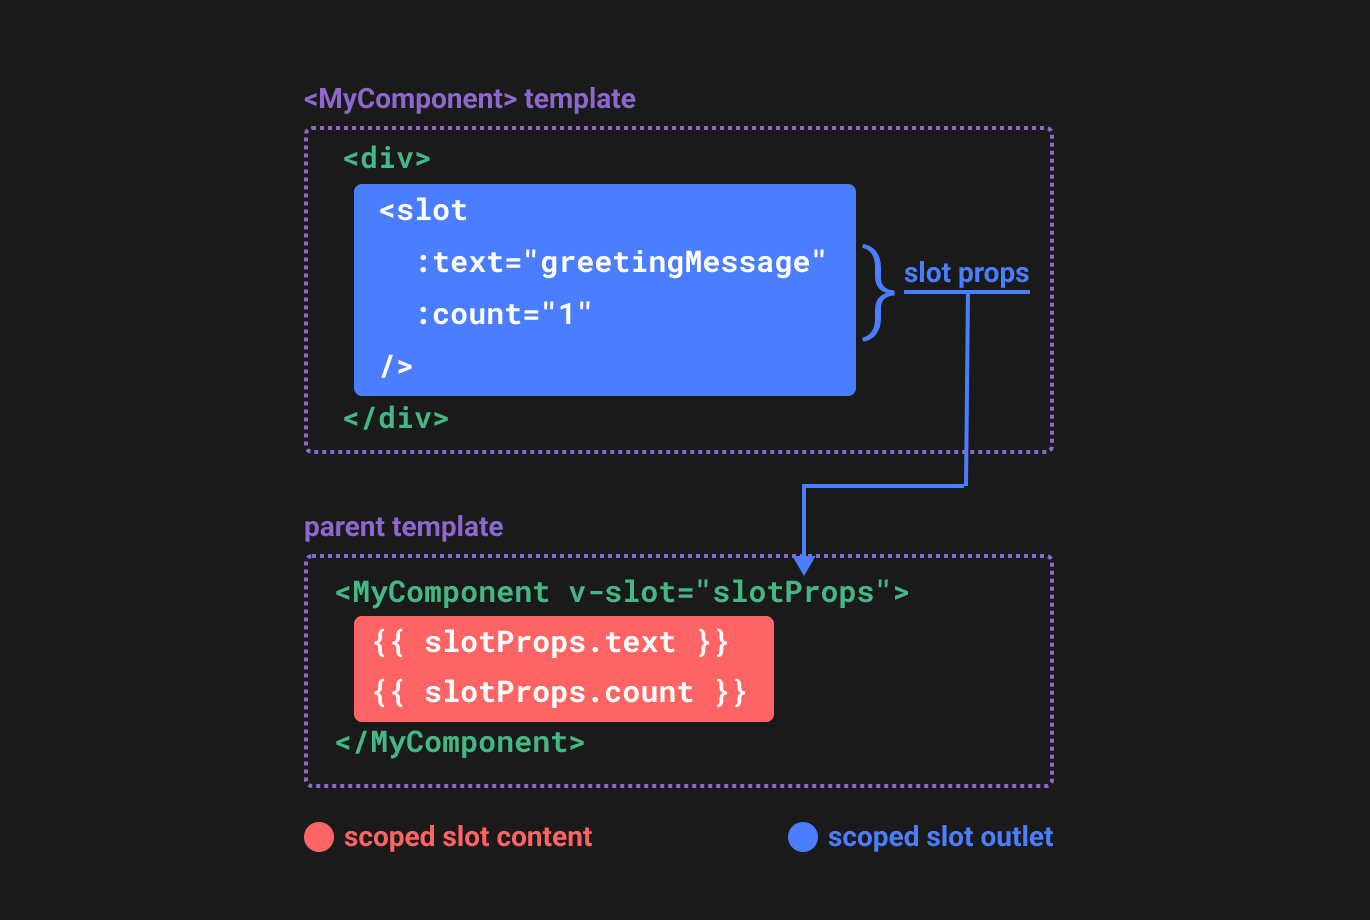 <MyComponent> template
<div>
<slot
:text="greetingMessage"
slot props
:count="1"
/>
</div>
parent template
<MyComponent v-slot="slotProps">
{{ slotProps.text }}
{{ slotProps.count }}
</MyComponent>
scoped slot content
scoped slot outlet